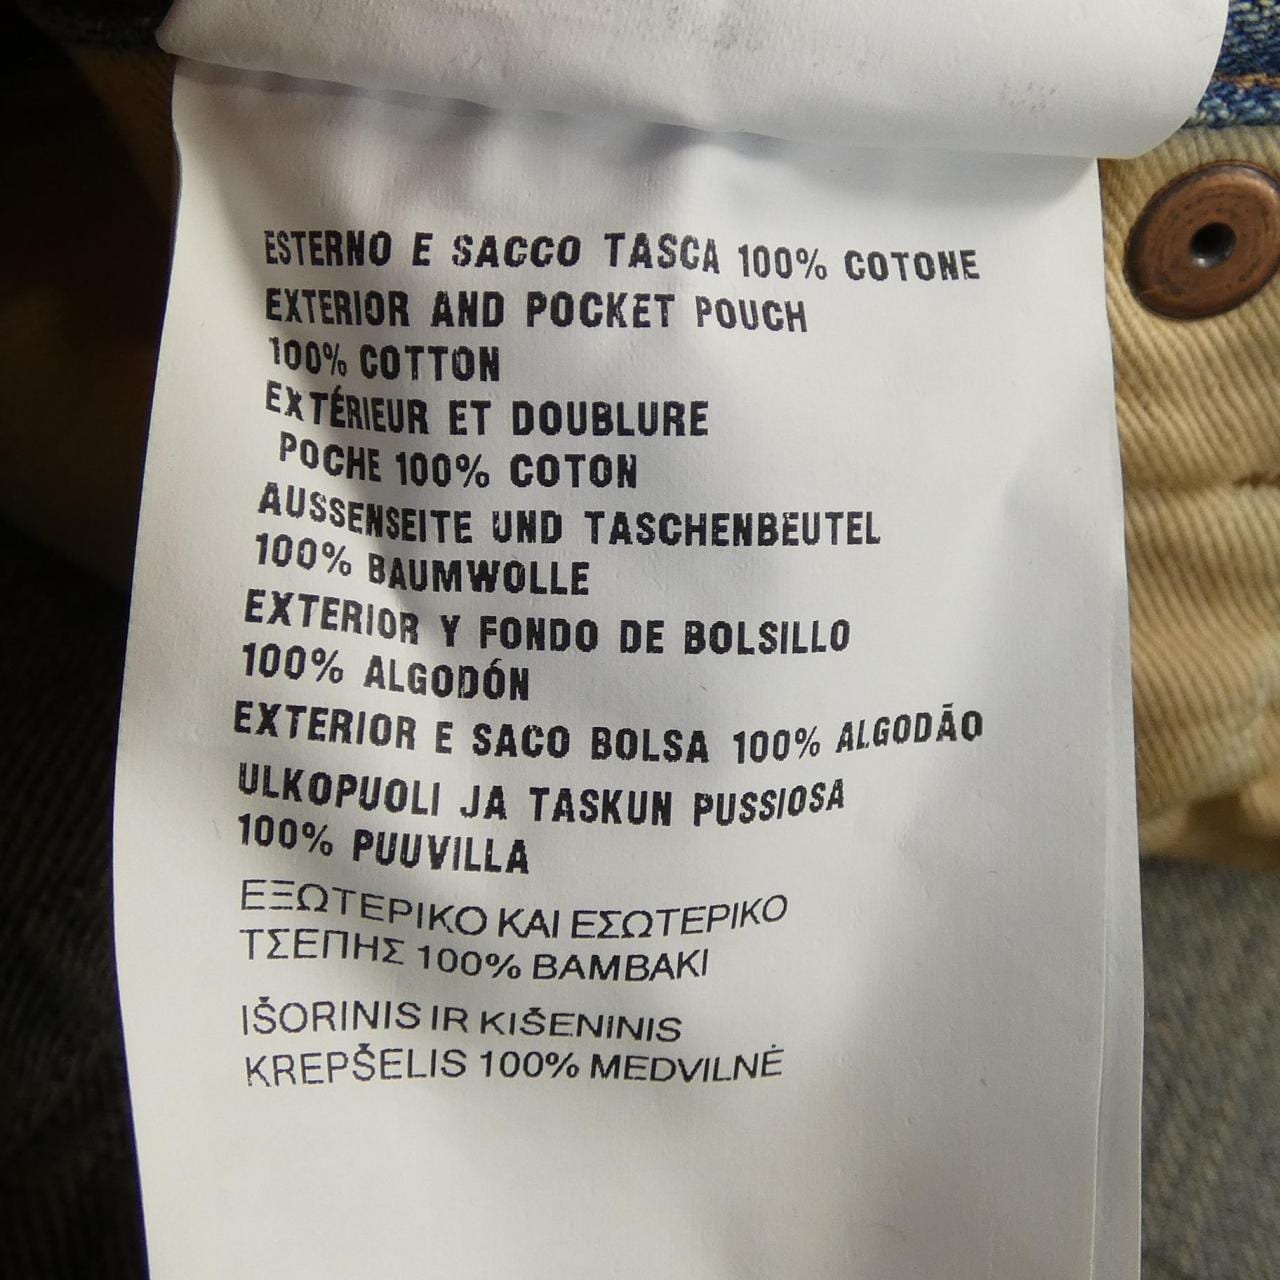 ESTERNO E SACCO TASCA 100% COTONE
EXTERIOR AND POCKET POUCH
100% COTTON
EXTÉRIEUR ET DOUBLURE
POCHE 100% COTON
AUSSENSEITE UND TASCHENBEUTEL
100% BAUMWOLLE
EXTERIOR Y FONDO DE BOLSILLO
100% ALGODÓN
EXTERIOR E SACO BOLSA 100% ALGODÃO
ULKOPUOLI JA TASKUN PUSSIOSA
100% PUUVILLA
ΕΞΩΤΕΡΙΚΟ ΚΑΙ ΕΣΩΤΕΡΙΚΟ
ΤΣΕΠΗΣ 100% ΒΑΜΒΑΚΙ
IŠORINIS IR KIŠENINIS
KREPŠELIS 100% MEDVILNĖ